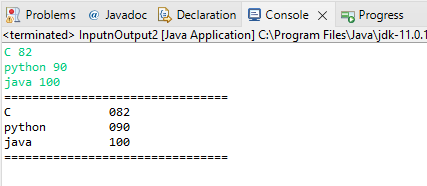 Problems @ Javadoc Declaration Console Progress
<terminated> InputnOutput2 [Java Application] C:\Program Files\Java\jdk-11.0.1
C 82
python 90
java 100
================================
C              082
python         090
java           100
================================